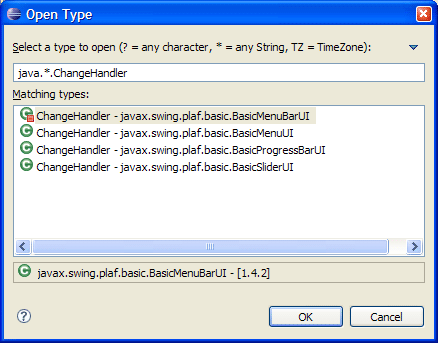 Open Type
Select a type to open (? = any character, * = any String, TZ = TimeZone):
java.*.ChangeHandler
Matching types:
ChangeHandler - javax.swing.plaf.basic.BasicMenuBarUI
ChangeHandler - javax.swing.plaf.basic.BasicMenuUI
ChangeHandler - javax.swing.plaf.basic.BasicProgressBarUI
ChangeHandler - javax.swing.plaf.basic.BasicSliderUI
javax.swing.plaf.basic.BasicMenuBarUI - [1.4.2]
OK Cancel